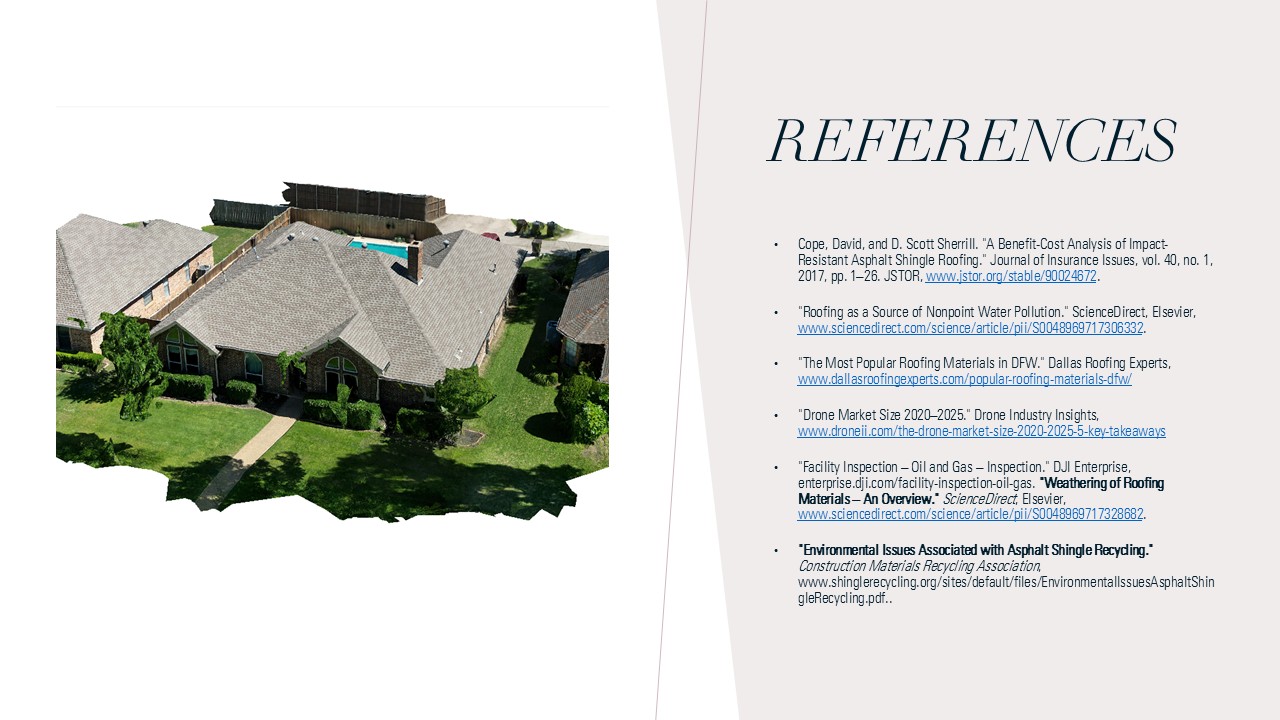 REFERENCES
• Cope, David, and D. Scott Sherrill. "A Benefit-Cost Analysis of Impact-
Resistant Asphalt Shingle Roofing." Journal of Insurance Issues, vol. 40, no. 1,
2017, pp. 1–26. JSTOR, www.jstor.org/stable/90024672.
• "Roofing as a Source of Nonpoint Water Pollution." ScienceDirect, Elsevier,
www.sciencedirect.com/science/article/pii/S0048969717306332.
• "The Most Popular Roofing Materials in DFW." Dallas Roofing Experts,
www.dallasroofingexperts.com/popular-roofing-materials-dfw/
• "Drone Market Size 2020–2025." Drone Industry Insights,
www.droneii.com/the-drone-market-size-2020-2025-5-key-takeaways
• "Facility Inspection – Oil and Gas – Inspection." DJI Enterprise,
enterprise.dji.com/facility-inspection-oil-gas. "Weathering of Roofing
Materials – An Overview." ScienceDirect, Elsevier,
www.sciencedirect.com/science/article/pii/S0048969717328682.
• "Environmental Issues Associated with Asphalt Shingle Recycling."
Construction Materials Recycling Association,
www.shinglerecycling.org/sites/default/files/EnvironmentalIssuesAsphaltShin
gleRecycling.pdf..